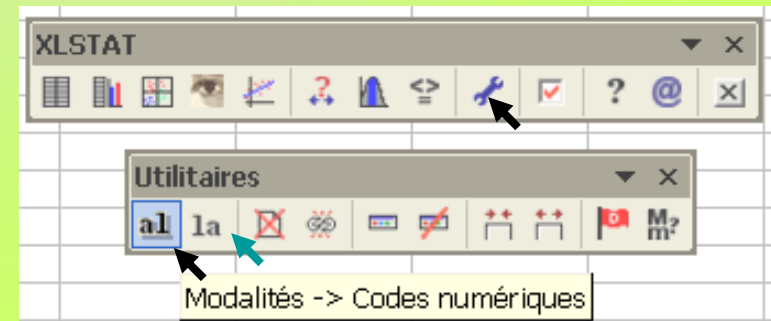 XLSTAT
? @
Utilitaires
a1 1a M? m?
Modalités -> Codes numériques